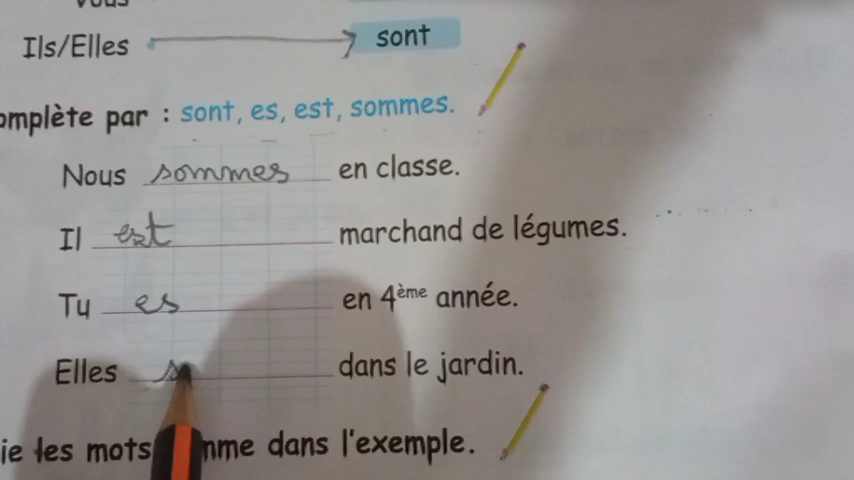 Ils/Elles sont
omplète par : sont, es, est, sommes.
Nous sommes en classe.
Il est marchand de légumes.
Tu es en 4ème année.
Elles s dans le jardin.
ie les mots mme dans l'exemple.